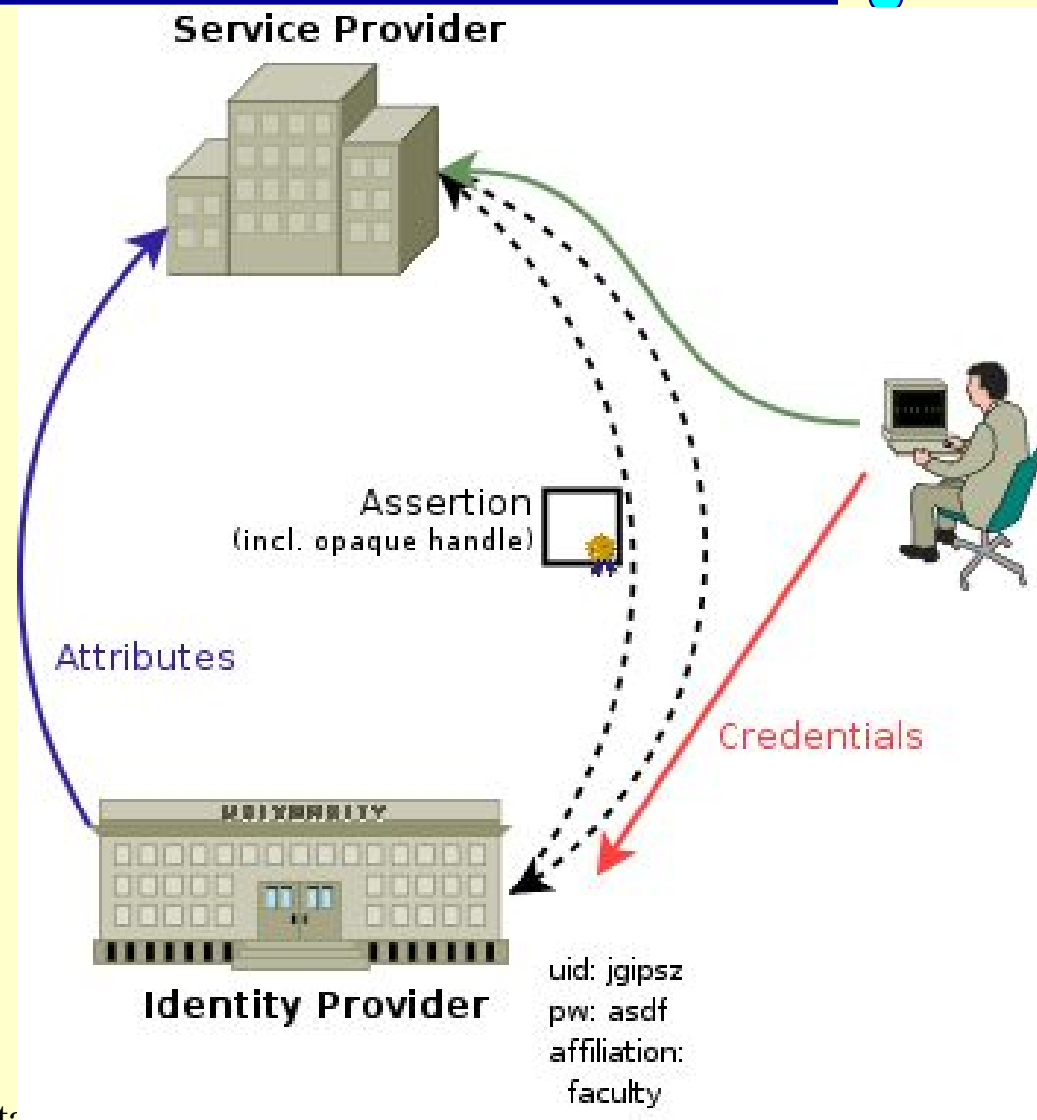 Service Provider
Assertion
(incl. opaque handle)
Attributes
Credentials
Identity Provider
uid: jgipsz
pw: asdf
affiliation:
faculty